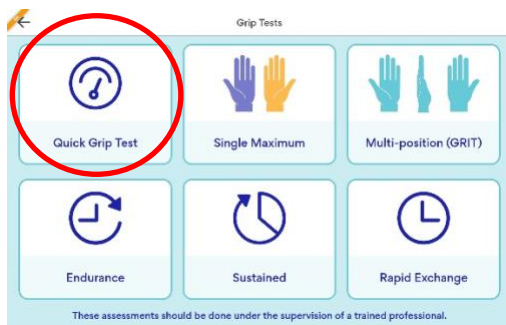 Grip Tests
Quick Grip Test
Single Maximum
Multi-position (GRIT)
Endurance
Sustained
Rapid Exchange
These assessments should be done under the supervision of a trained professional.